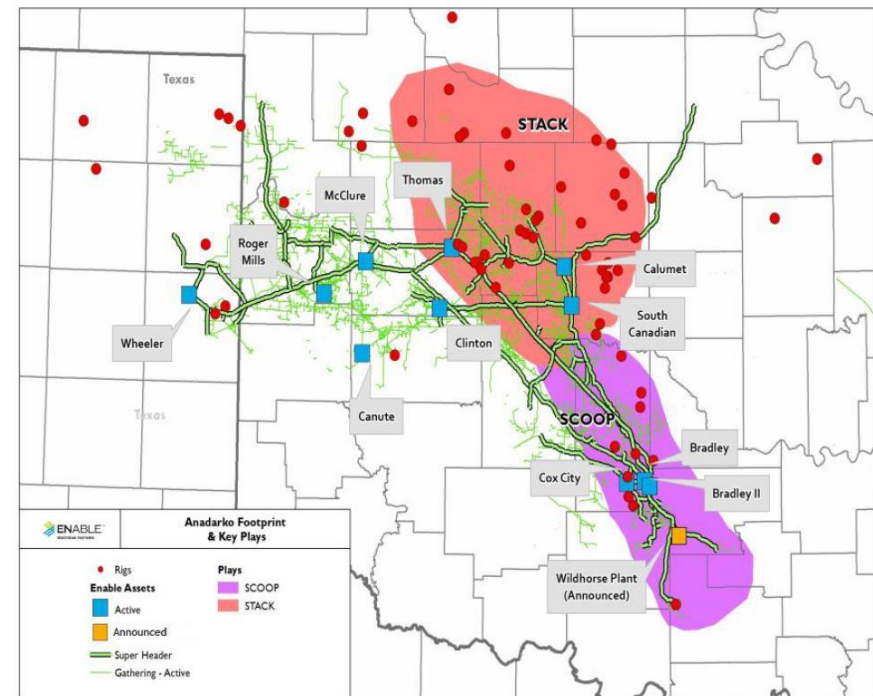 Texas
STACK
Thomas
McClure
Roger
Mills
Calumet
South
Canadian
Wheeler
Clinton
Canute
Texas
SCOOP
Bradley
Cox City
Bradley II
Wildhorse Plant
(Announced)
ENABLE
MIDSTREAM PARTNERS
Anadarko Footprint
& Key Plays
Rigs
Enable Assets
Active
Announced
Super Header
Gathering - Active
Plays
SCOOP
STACK